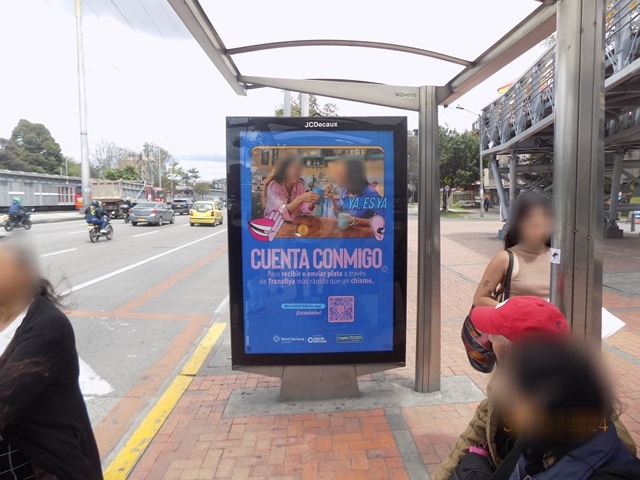 JCDecaux
YA, ES YA
CUENTA CONMIGO
Para recibir o enviar plata a través
de Transfiya más rápido que un chisme.
¡Escanéame!